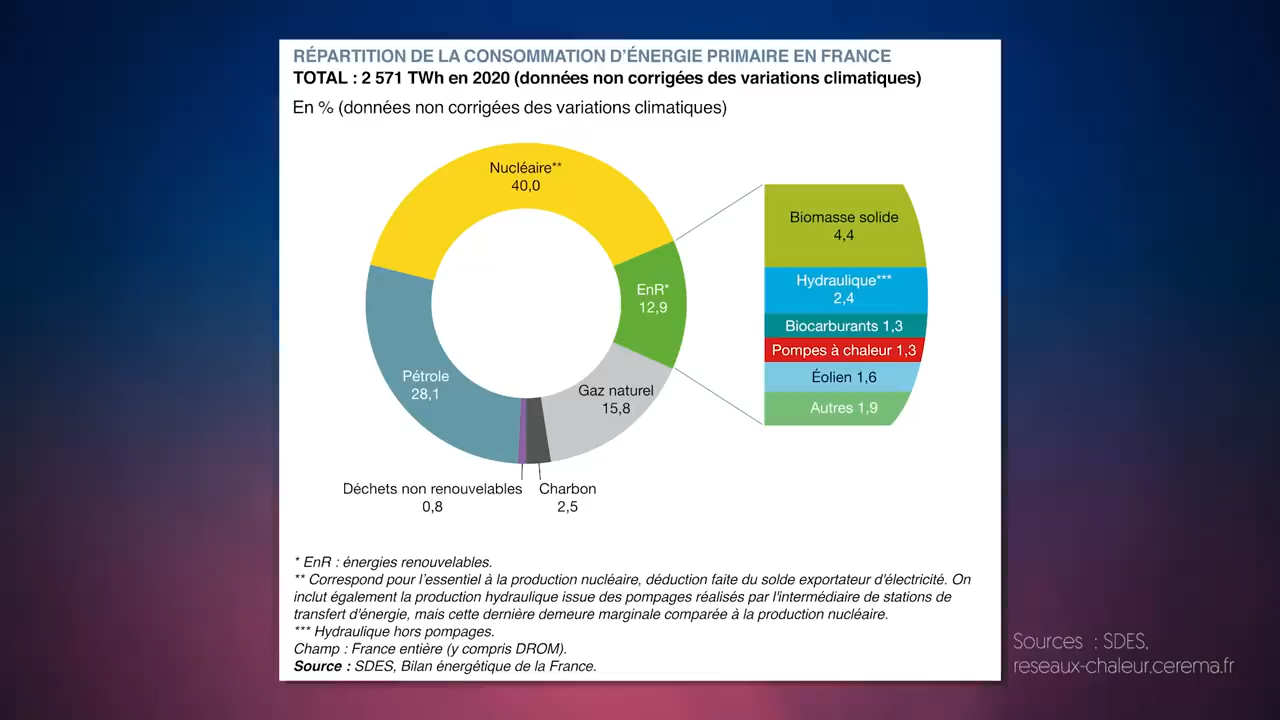 RÉPARTITION DE LA CONSOMMATION D'ÉNERGIE PRIMAIRE EN FRANCE
TOTAL : 2 571 TWh en 2020 (données non corrigées des variations climatiques)
En % (données non corrigées des variations climatiques)
Nucléaire**
40,0
EnR*
12,9
Pétrole
28,1
Gaz naturel
15,8
Déchets non renouvelables
0,8
Charbon
2,5
Biomasse solide
4,4
Hydraulique***
2,4
Biocarburants 1,3
Pompes à chaleur 1,3
Éolien 1,6
Autres 1,9
* EnR : énergies renouvelables.
** Correspond pour l'essentiel à la production nucléaire, déduction faite du solde exportateur d'électricité. On
inclut également la production hydraulique issue des pompages réalisés par l'intermédiaire de stations de
transfert d'énergie, mais cette dernière demeure marginale comparée à la production nucléaire.
*** Hydraulique hors pompages.
Champ : France entière (y compris DROM).
Source : SDES, Bilan énergétique de la France.
Sources : SDES,
reseaux-chaleur.cerema.fr